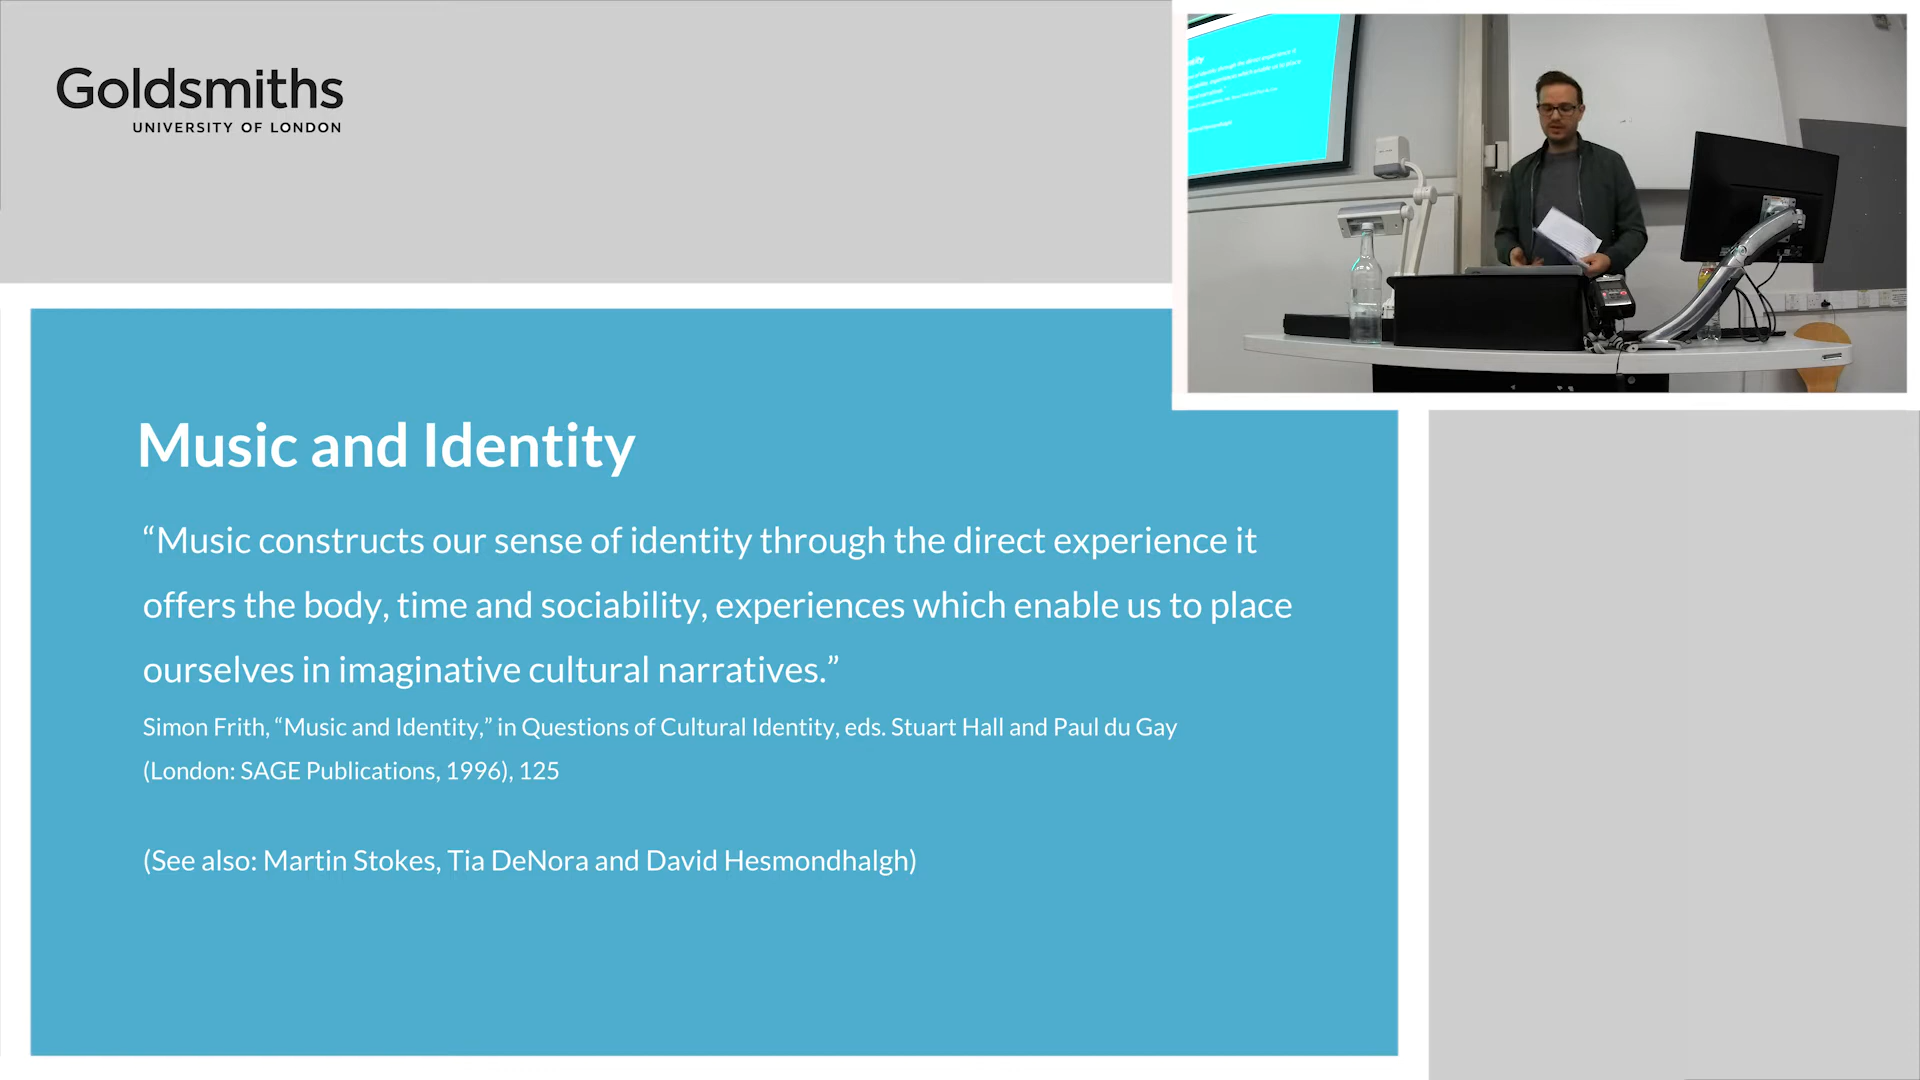 Goldsmiths
UNIVERSITY OF LONDON
Music and Identity
“Music constructs our sense of identity through the direct experience it
offers the body, time and sociability, experiences which enable us to place
ourselves in imaginative cultural narratives.”
Simon Frith, “Music and Identity,” in Questions of Cultural Identity, eds. Stuart Hall and Paul du Gay
(London: SAGE Publications, 1996), 125
(See also: Martin Stokes, Tia DeNora and David Hesmondhalgh)